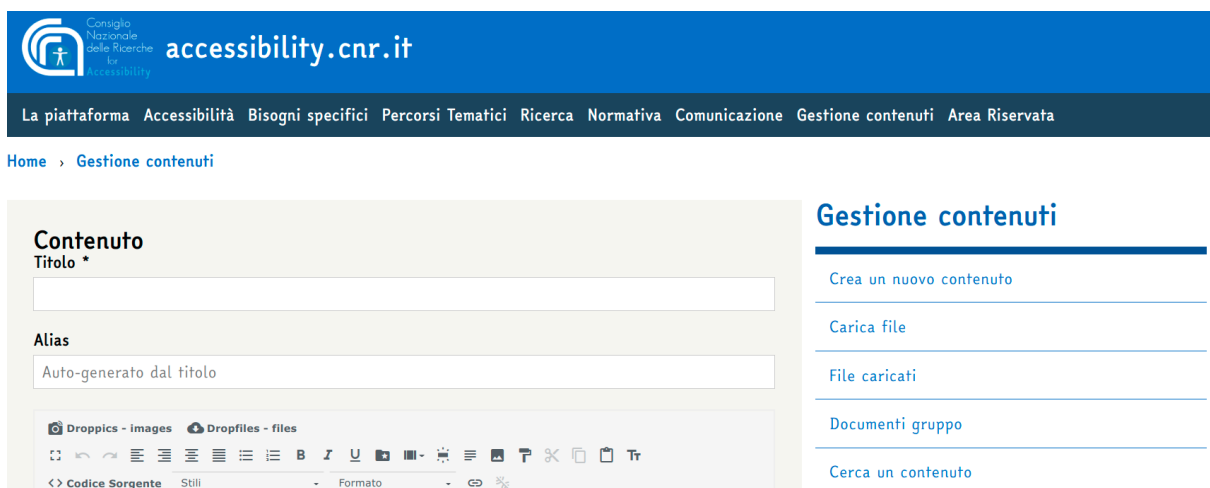 Consiglio
Nazionale
delle Ricerche
for
Accessibility
accessibility.cnr.it
La piattaforma Accessibilità Bisogni specifici Percorsi Tematici Ricerca Normativa Comunicazione Gestione contenuti Area Riservata
Home › Gestione contenuti
Contenuto
Titolo *
Alias
Auto-generato dal titolo
Droppics - images Dropfiles - files
B I U Tr
<> Codice Sorgente Stili Formato
Gestione contenuti
Crea un nuovo contenuto
Carica file
File caricati
Documenti gruppo
Cerca un contenuto